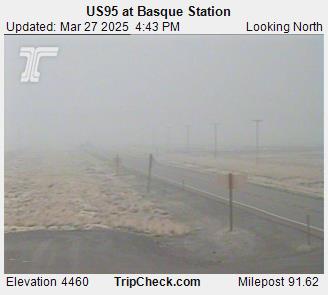 US95 at Basque Station
Updated: Mar 27 2025 4:43 PM Looking North
Elevation 4460 TripCheck.com Milepost 91.62